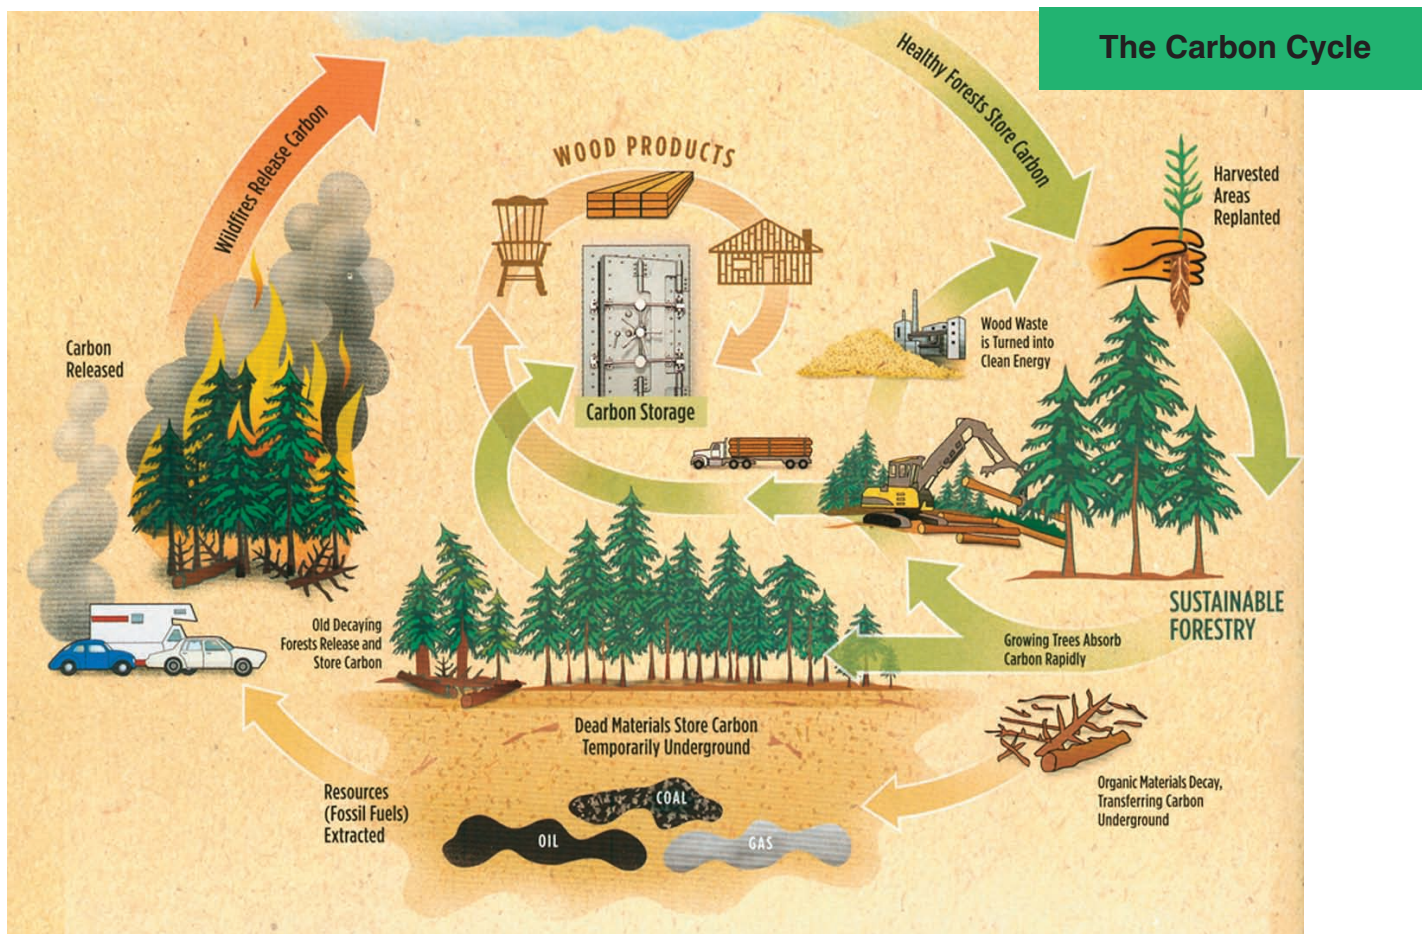 The Carbon Cycle
Healthy Forests Store Carbon
Wildfires Release Carbon
WOOD PRODUCTS
Harvested
Areas
Replanted
Carbon
Released
Wood Waste
is Turned into
Clean Energy
Carbon Storage
SUSTAINABLE
FORESTRY
Old Decaying
Forests Release and
Store Carbon
Growing Trees Absorb
Carbon Rapidly
Dead Materials Store Carbon
Temporarily Underground
Resources
(Fossil Fuels)
Extracted
COAL
OIL
GAS
Organic Materials Decay,
Transferring Carbon
Underground